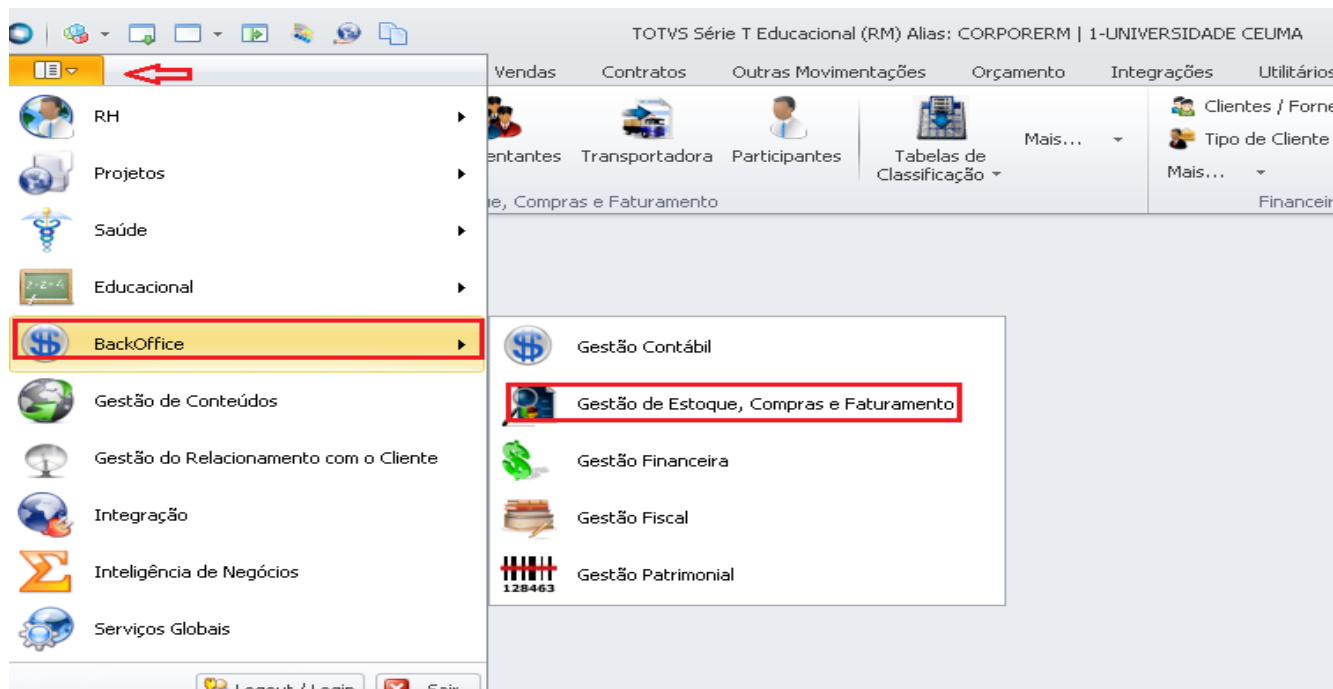 TOTVS Série T Educacional (RM) Alias: CORPORERM | 1-UNIVERSIDADE CEUMA
Vendas Contratos Outras Movimentações Orçamento Integrações Utilitários
RH
Projetos
Saúde
Educacional
BackOffice
Gestão de Conteúdos
Gestão do Relacionamento com o Cliente
Integração
Inteligência de Negócios
Serviços Globais
Logout / Login Sair
entantes Transportadora Participantes
Tabelas de
Classificação
Mais...
e, Compras e Faturamento
Clientes / Forne
Tipo de Cliente
Mais...
Financeir
Gestão Contábil
Gestão de Estoque, Compras e Faturamento
Gestão Financeira
Gestão Fiscal
Gestão Patrimonial
128463